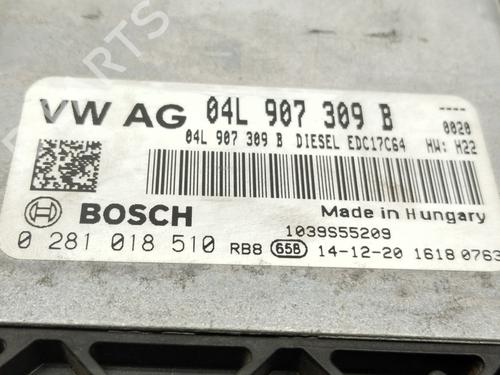 VW AG 04L 907 309 B ----
04L 907 309 B DIESEL EDC17C64 0020
HW: H22
BOSCH Made in Hungary
1039S55209
0 281 018 510 RB8 65B 14-12-20 1618 0763